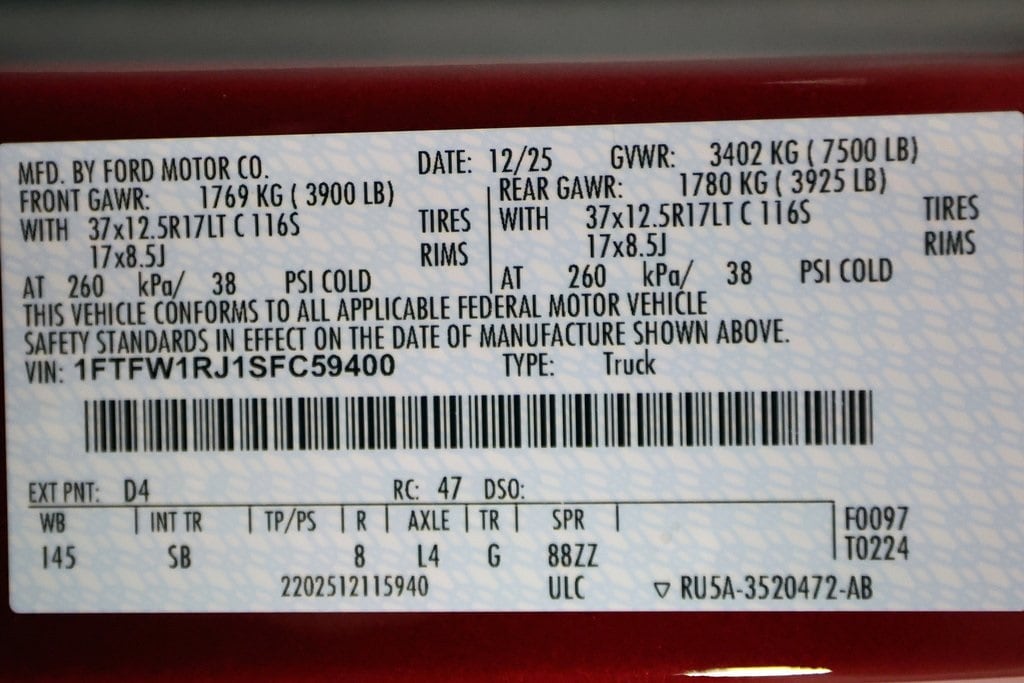 MFD. BY FORD MOTOR CO. DATE: 12/25 GVWR: 3402 KG ( 7500 LB)
FRONT GAWR: 1769 KG ( 3900 LB) REAR GAWR: 1780 KG ( 3925 LB)
WITH 37x12.5R17LT C 116S TIRES WITH 37x12.5R17LT C 116S TIRES
17x8.5J RIMS 17x8.5J RIMS
AT 260 kPa/ 38 PSI COLD AT 260 kPa/ 38 PSI COLD
THIS VEHICLE CONFORMS TO ALL APPLICABLE FEDERAL MOTOR VEHICLE
SAFETY STANDARDS IN EFFECT ON THE DATE OF MANUFACTURE SHOWN ABOVE.
VIN: 1FTFW1RJ1SFC59400 TYPE: Truck
EXT PNT: D4 RC: 47 DSO:
WB INT TR TP/PS R AXLE TR SPR F0097
145 SB 8 L4 G 88ZZ T0224
2202512115940 ULC ▽ RU5A-3520472-AB